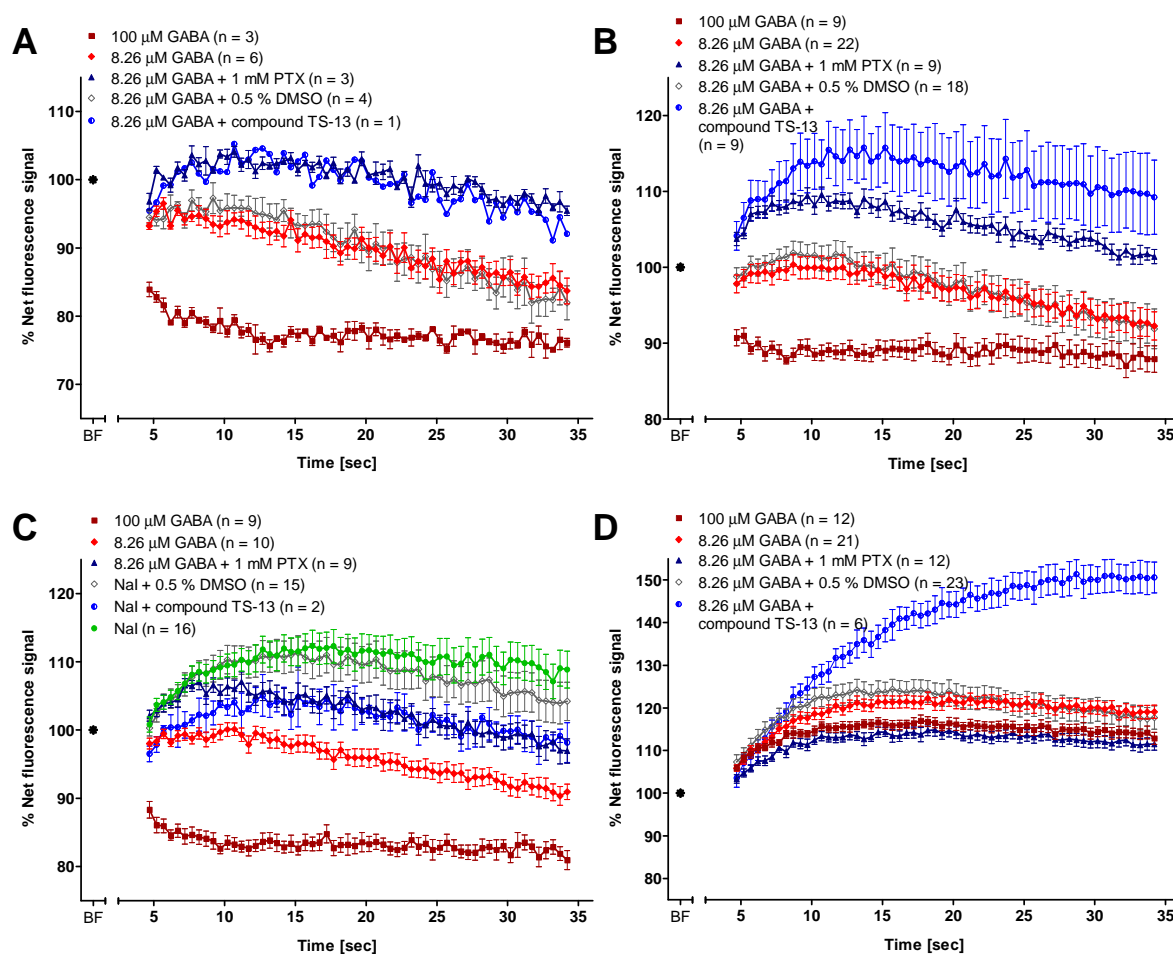 A
100 µM GABA (n = 3)
8.26 µM GABA (n = 6)
8.26 µM GABA + 1 mM PTX (n = 3)
8.26 µM GABA + 0.5 % DMSO (n = 4)
8.26 µM GABA + compound TS-13 (n = 1)
110
100
90
80
70
% Net fluorescence signal
BF
5
10
15
20
25
30
35
Time [sec]
B
100 µM GABA (n = 9)
8.26 µM GABA (n = 22)
8.26 µM GABA + 1 mM PTX (n = 9)
8.26 µM GABA + 0.5 % DMSO (n = 18)
8.26 µM GABA +
compound TS-13
(n = 9)
120
110
100
90
80
% Net fluorescence signal
BF
5
10
15
20
25
30
35
Time [sec]
C
100 µM GABA (n = 9)
8.26 µM GABA (n = 10)
8.26 µM GABA + 1 mM PTX (n = 9)
NaI + 0.5 % DMSO (n = 15)
NaI + compound TS-13 (n = 2)
NaI (n = 16)
120
110
100
90
80
% Net fluorescence signal
BF
5
10
15
20
25
30
35
Time [sec]
D
100 µM GABA (n = 12)
8.26 µM GABA (n = 21)
8.26 µM GABA + 1 mM PTX (n = 12)
8.26 µM GABA + 0.5 % DMSO (n = 23)
8.26 µM GABA +
compound TS-13 (n = 6)
150
140
130
120
110
100
90
80
% Net fluorescence signal
BF
5
10
15
20
25
30
35
Time [sec]